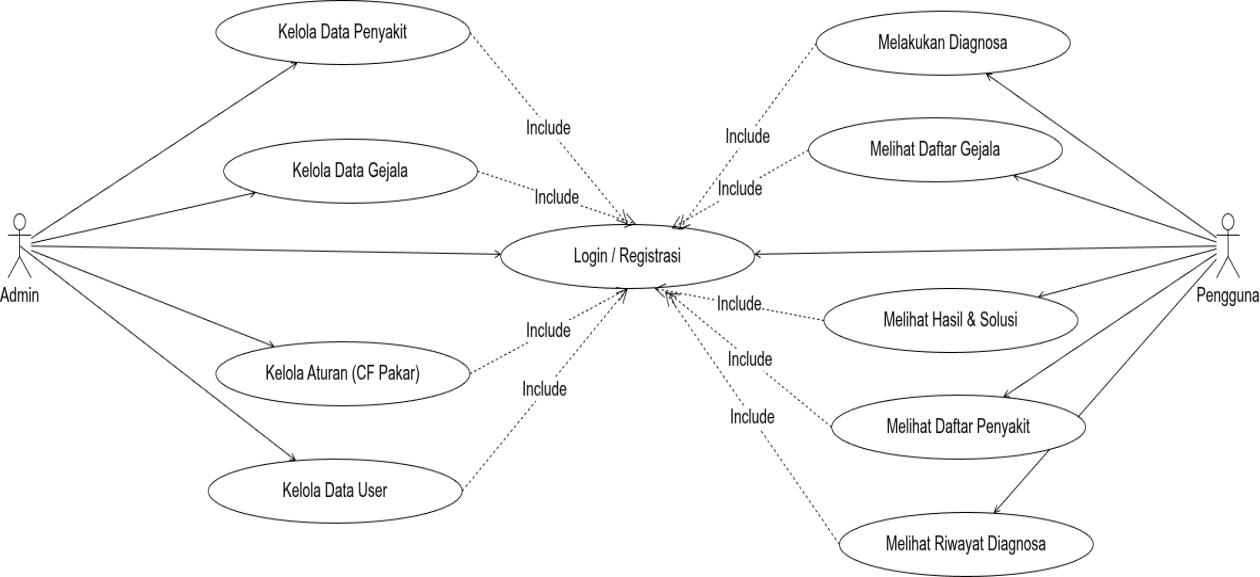 Kelola Data Penyakit
Melakukan Diagnosa
Include
Include
Kelola Data Gejala
Melihat Daftar Gejala
Include
Include
Login / Registrasi
Admin
Pengguna
Include
Melihat Hasil & Solusi
Include
Include
Kelola Aturan (CF Pakar)
Include
Include
Melihat Daftar Penyakit
Kelola Data User
Melihat Riwayat Diagnosa